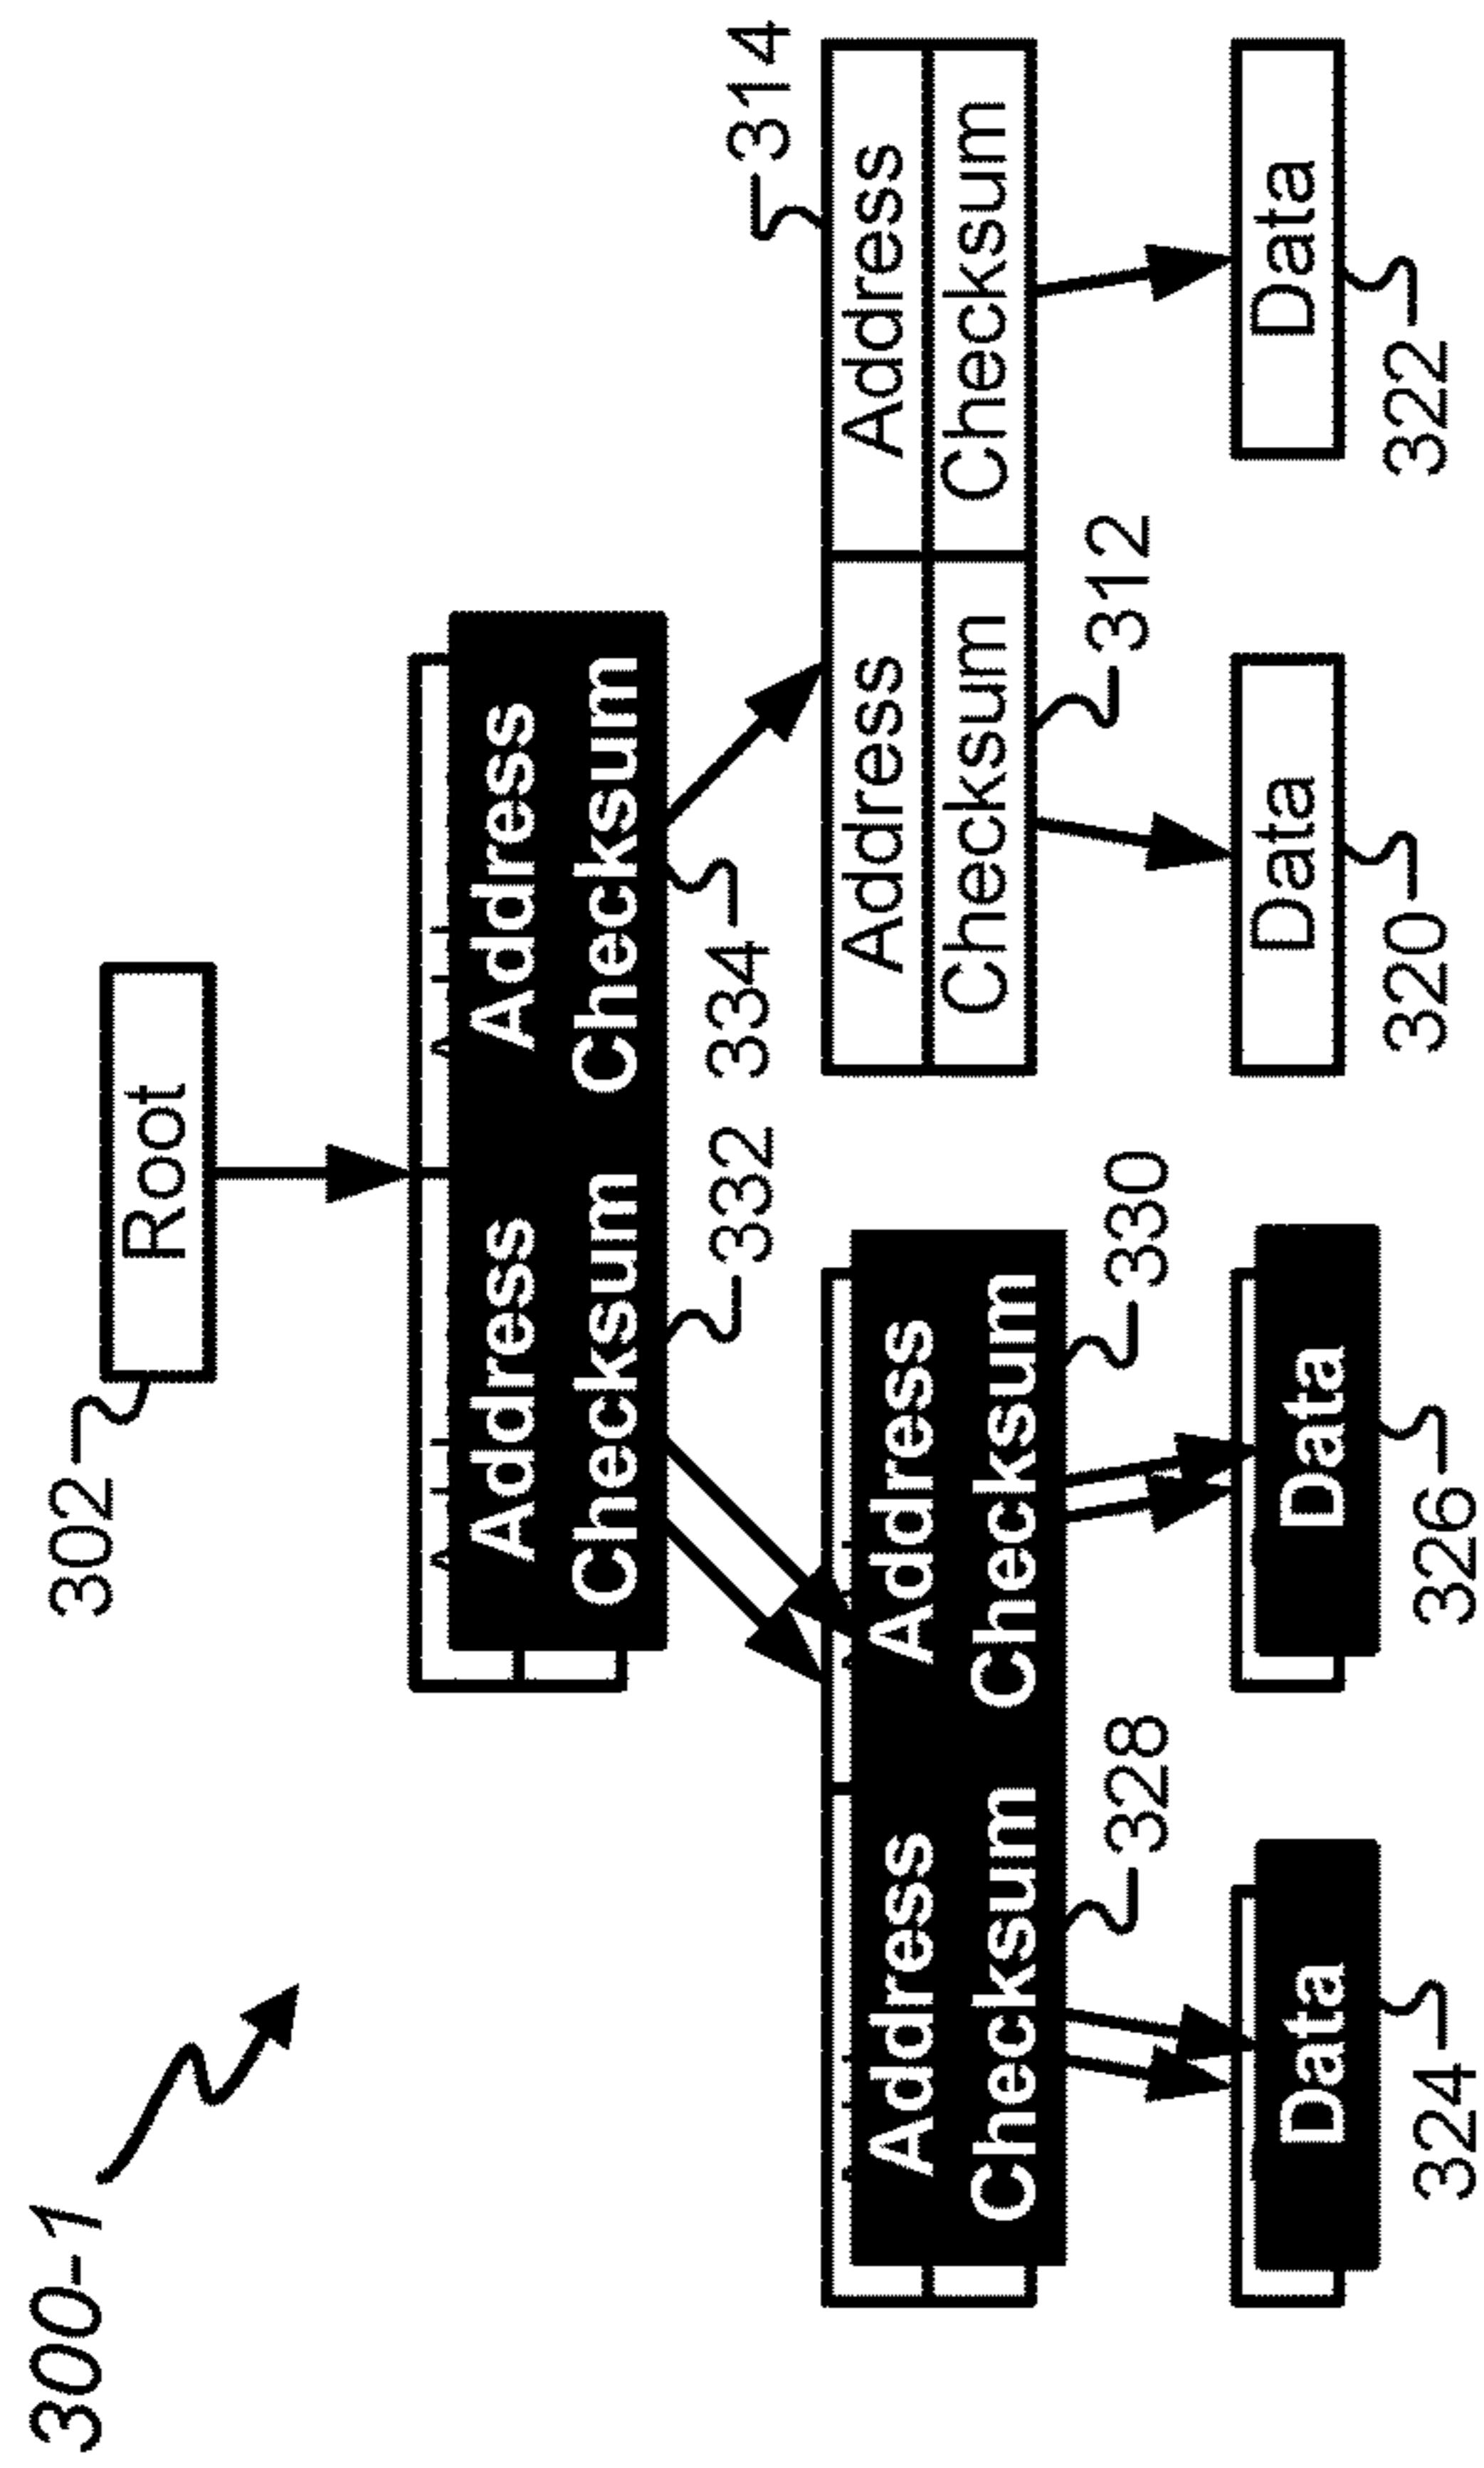 300-1
302
Root
Address Address
Checksum Checksum
332 334
314
Address Address Address Address
Checksum Checksum Checksum Checksum
328 330 312
Data Data Data Data
324 326 320 322